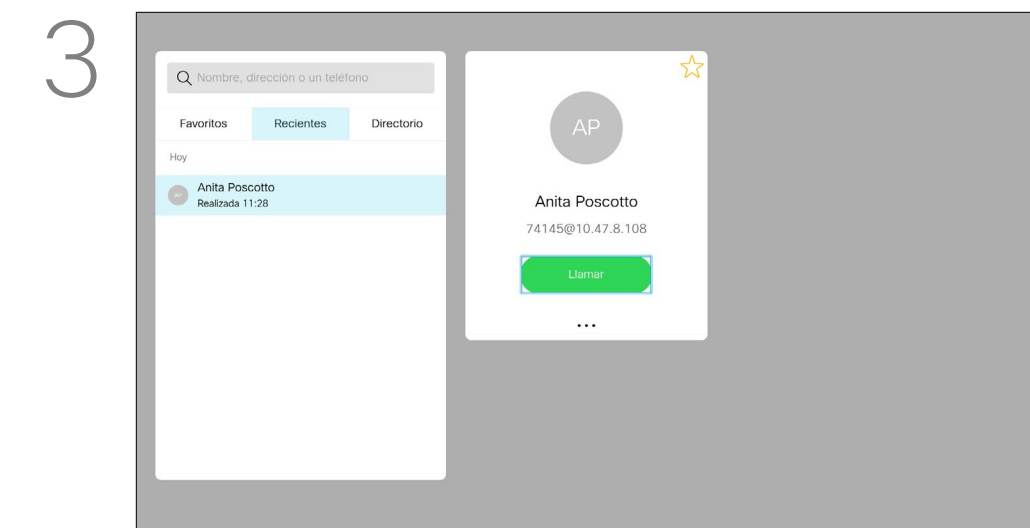 3
Nombre, dirección o un teléfono
Favoritos Recientes Directorio
Hoy
AP
Anita Poscotto
Realizada 11:28
AP
Anita Poscotto
74145@10.47.8.108
Llamar
...